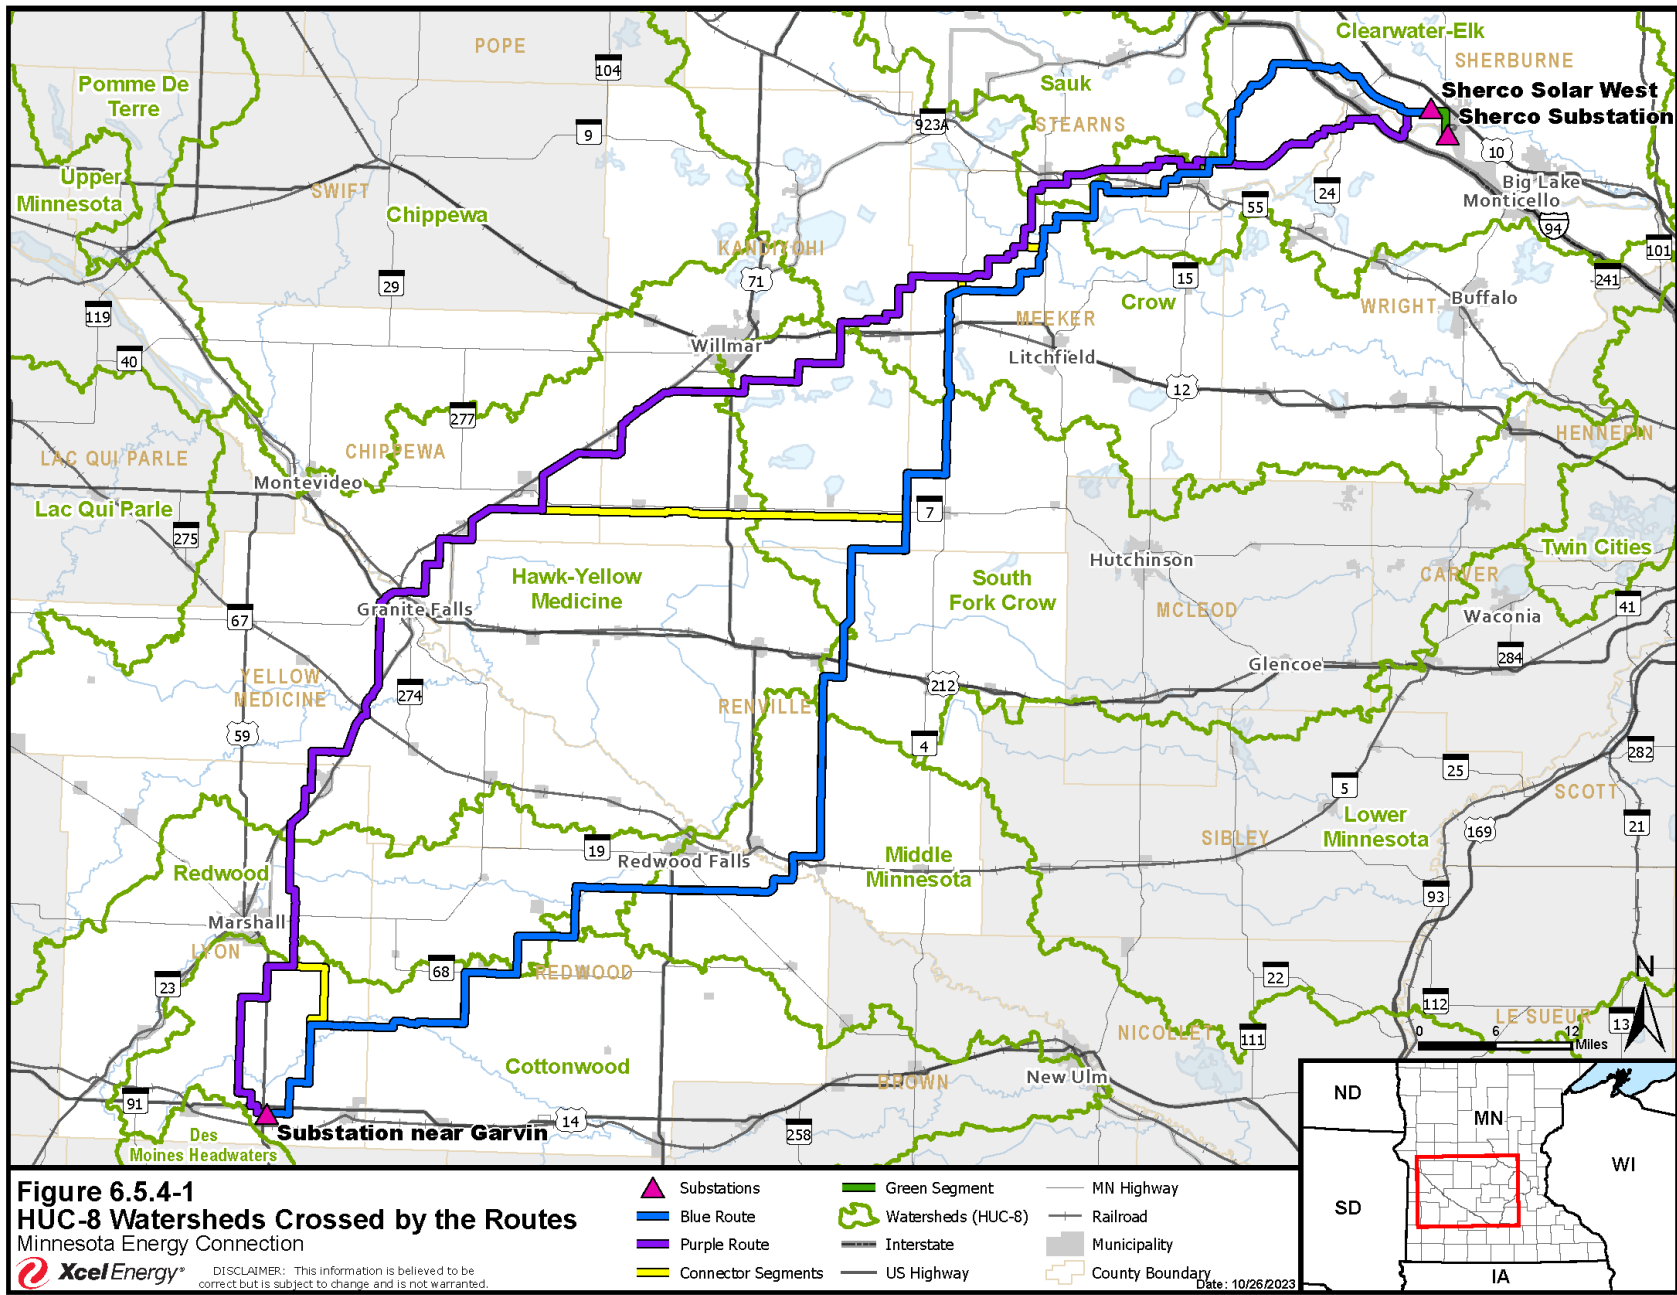 POPE
Clearwater-Elk
SHERBURNE
104
Pomme De
Terre
Sauk
Sherco Solar West
Sherco Substation
923A
STEARNS
9
10
Upper
Minnesota
SWIFT
Big Lake
Monticello
24
55
Chippewa
94
KANDIYOHI
101
71
15
241
29
Crow
WRIGHT
Buffalo
119
MEEKER
Willmar
Litchfield
40
12
277
HENNEPIN
CHIPPEWA
LAC QUI PARLE
Montevideo
Lac Qui Parle
7
275
Twin Cities
Hutchinson
Hawk-Yellow
Medicine
South
Fork Crow
CARVER
MCLEOD
Granite Falls
67
41
Waconia
284
Glencoe
YELLOW
MEDICINE
274
212
RENVILLE
59
4
282
25
5
SCOTT
Lower
Minnesota
169
21
SIBLEY
19
Redwood Falls
Middle
Minnesota
Redwood
93
Marshall
LYON
68
REDWOOD
22
23
N
112
LE SUEUR
13
NICOLLET
111
0 6 12
Miles
Cottonwood
New Ulm
BROWN
91
14
258
Substation near Garvin
Des
Moines Headwaters
ND
MN
WI
SD
IA
Figure 6.5.4-1
HUC-8 Watersheds Crossed by the Routes
Minnesota Energy Connection
Xcel Energy®
DISCLAIMER: This information is believed to be
correct but is subject to change and is not warranted.
Substations
Blue Route
Purple Route
Connector Segments
Green Segment
Watersheds (HUC-8)
Interstate
US Highway
MN Highway
Railroad
Municipality
County Boundary
Date: 10/26/2023